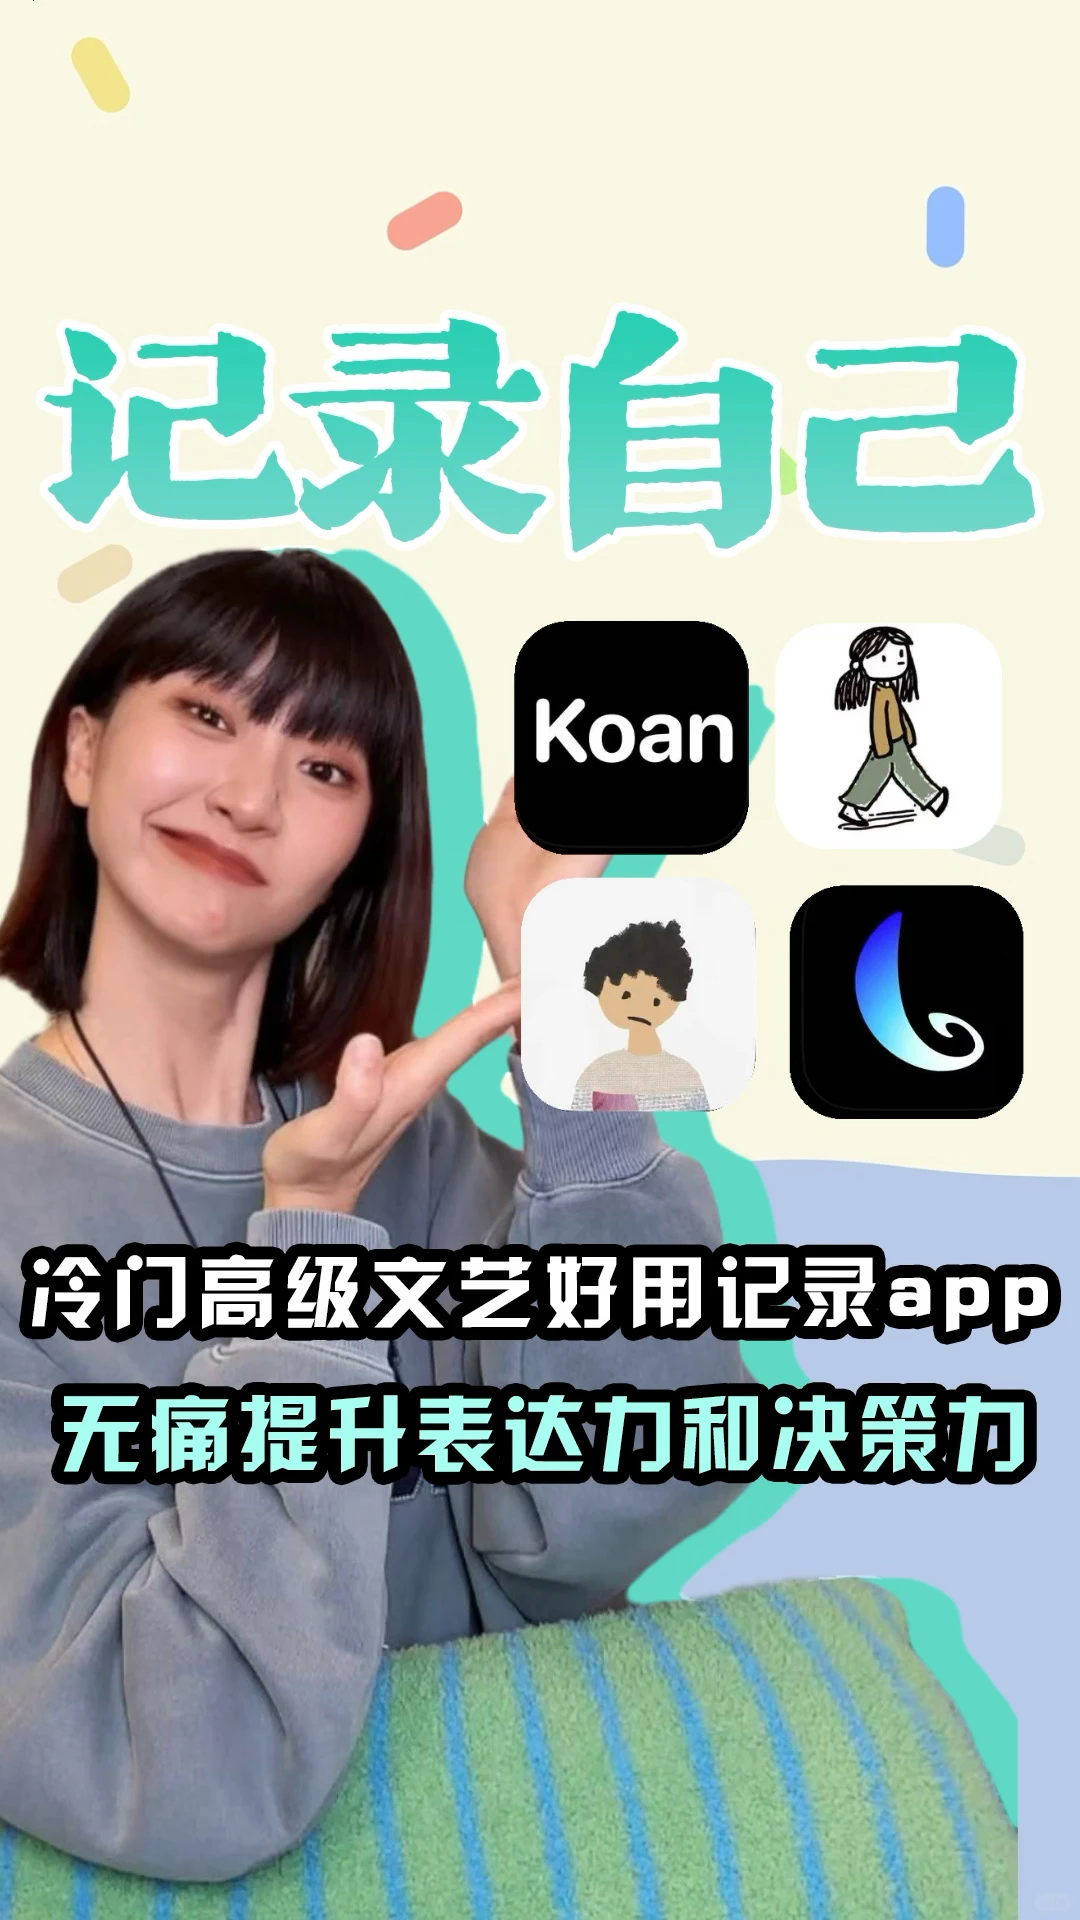 记录自己
Koan
冷门高级文艺好用记录app
无痛提升表达力和决策力